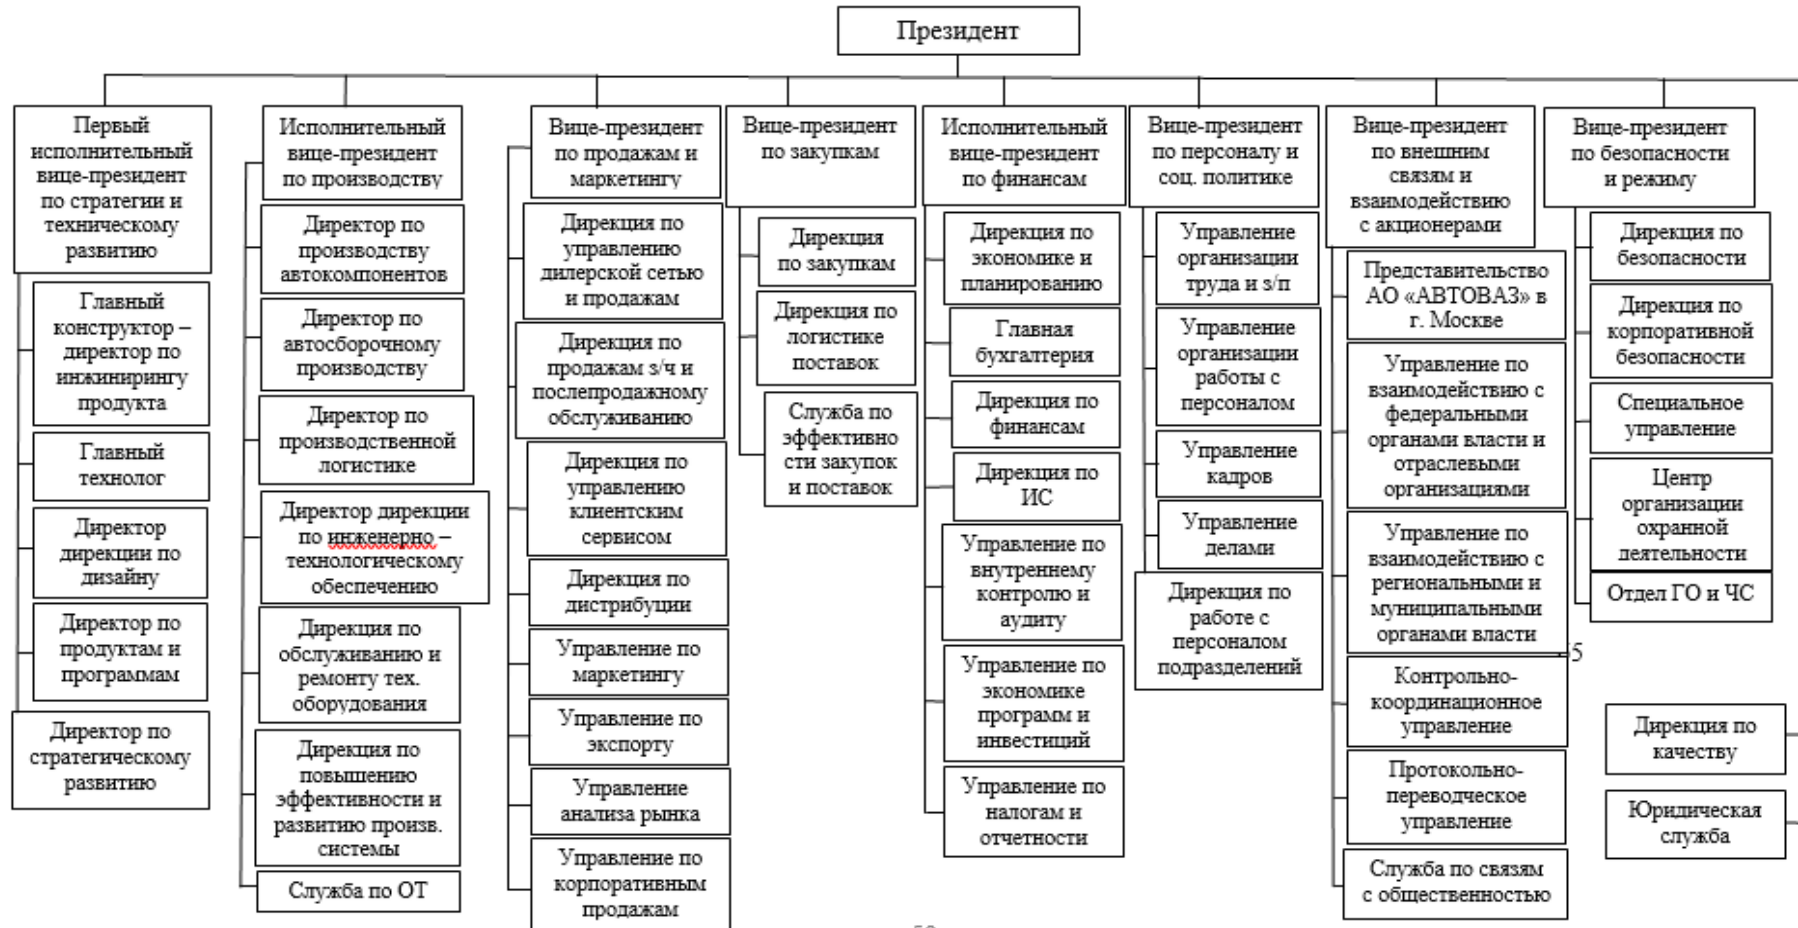 Президент
Первый
исполнительный
вице-президент
по стратегии и
техническому
развитию
Главный
конструктор –
директор по
инжинирингу
продукта
Главный
технолог
Директор
дирекции по
дизайну
Директор по
продуктам и
программам
Директор по
стратегическому
развитию
Исполнительный
вице-президент
по производству
Директор по
производству
автокомпонентов
Директор по
автосборочному
производству
Директор по
производственной
логистике
Директор дирекции
по инженерно –
технологическому
обеспечению
Дирекция по
обслуживанию и
ремонту тех.
оборудования
Дирекция по
повышению
эффективности и
развитию произв.
системы
Служба по ОТ
Вице-президент
по продажам и
маркетингу
Дирекция по
управлению
дилерской сетью
и продажам
Дирекция по
продажам з/ч и
послепродажному
обслуживанию
Дирекция по
управлению
клиентским
сервисом
Дирекция по
дистрибуции
Управление по
маркетингу
Управление по
экспорту
Управление
анализа рынка
Управление по
корпоративным
продажам
Вице-президент
по закупкам
Дирекция
по закупкам
Дирекция по
логистике
поставок
Служба по
эффективно
сти закупок
и поставок
Исполнительный
вице-президент
по финансам
Дирекция по
экономике и
планированию
Главная
бухгалтерия
Дирекция по
финансам
Дирекция по
ИС
Управление по
внутреннему
контролю и
аудиту
Управление по
экономике
программ и
инвестиций
Управление по
налогам и
отчетности
Вице-президент
по персоналу и
соц. политике
Управление
организации
труда и з/п
Управление
организации
работы с
персоналом
Управление
кадров
Управление
делами
Дирекция по
работе с
персоналом
подразделений
Вице-президент
по внешним
связям и
взаимодействию
с акционерами
Представительство
АО «АВТОВАЗ» в
г. Москве
Управление по
взаимодействию с
федеральными
органами власти и
отраслевыми
организациями
Управление по
взаимодействию с
региональными и
муниципальными
органами власти
Контрольно-
координационное
управление
Протокольно-
переводческое
управление
Служба по связям
с общественностью
Вице-президент
по безопасности
и режиму
Дирекция по
безопасности
Дирекция по
корпоративной
безопасности
Специальное
управление
Центр
организации
охранной
деятельности
Отдел ГО и ЧС
Дирекция по
качеству
Юридическая
служба